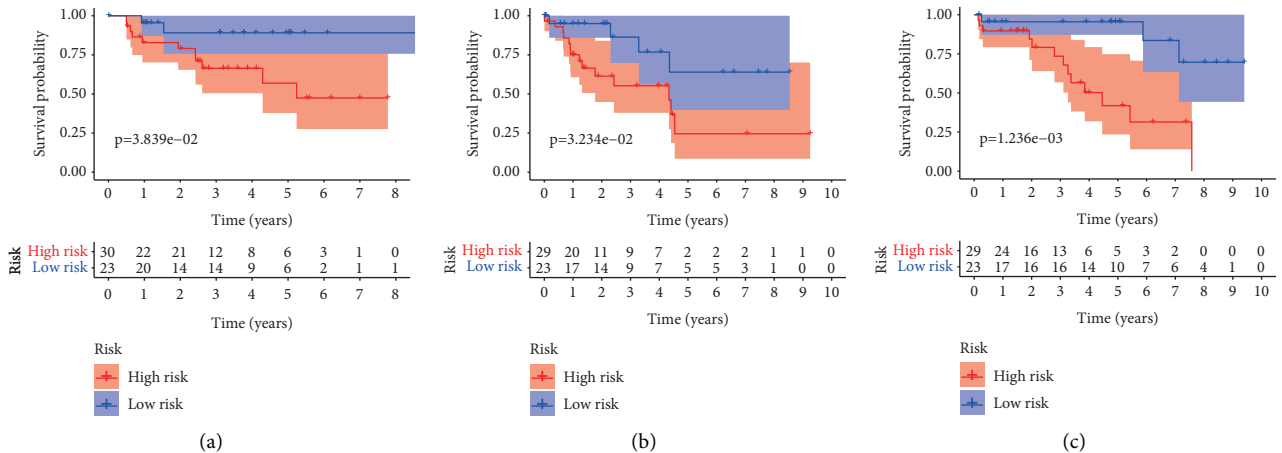 1.00
0.75
0.50
0.25
0.00
Survival probability
p=3.839e−02
0 1 2 3 4 5 6 7 8
Time (years)
Risk
High risk 30 22 21 12 8 6 3 1 0
Low risk 23 20 14 14 9 6 2 1 1
0 1 2 3 4 5 6 7 8
Time (years)
Risk
High risk
Low risk
(a)
1.00
0.75
0.50
0.25
0.00
Survival probability
p=3.234e−02
0 1 2 3 4 5 6 7 8 9 10
Time (years)
Risk
High risk 29 20 11 9 7 2 2 2 1 1 0
Low risk 23 17 14 9 7 5 5 3 1 0 0
0 1 2 3 4 5 6 7 8 9 10
Time (years)
Risk
High risk
Low risk
(b)
1.00
0.75
0.50
0.25
0.00
Survival probability
p=1.236e−03
0 1 2 3 4 5 6 7 8 9 10
Time (years)
Risk
High risk 29 24 16 13 6 5 3 2 0 0 0
Low risk 23 17 16 16 14 10 7 6 4 1 0
0 1 2 3 4 5 6 7 8 9 10
Time (years)
Risk
High risk
Low risk
(c)